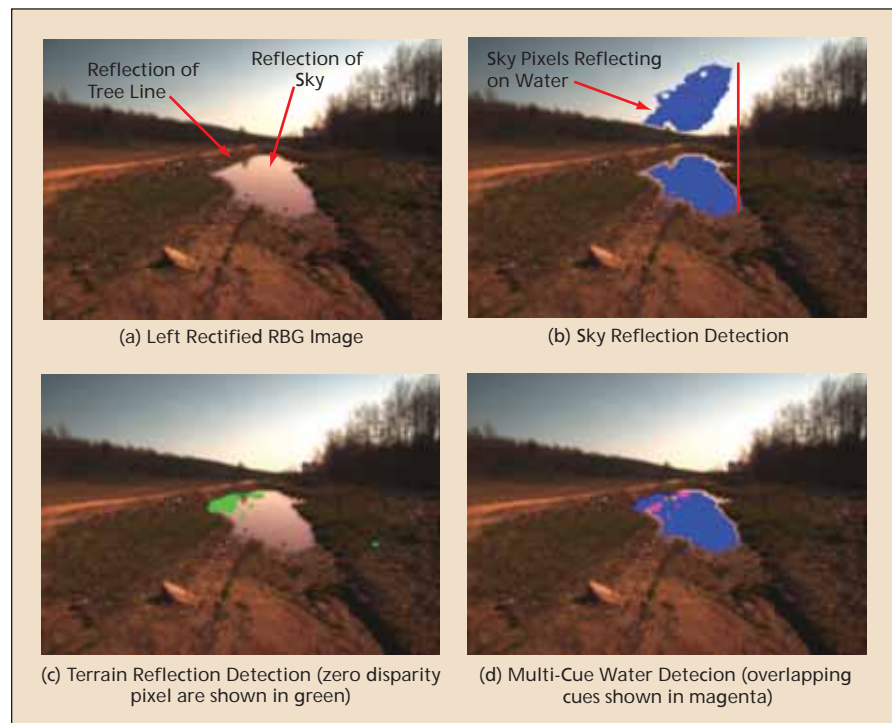 Reflection of
Tree Line
Reflection of
Sky
Sky Pixels Reflecting
on Water
(a) Left Rectified RBG Image
(b) Sky Reflection Detection
(c) Terrain Reflection Detection (zero disparity
pixel are shown in green)
(d) Multi-Cue Water Detecion (overlapping
cues shown in magenta)